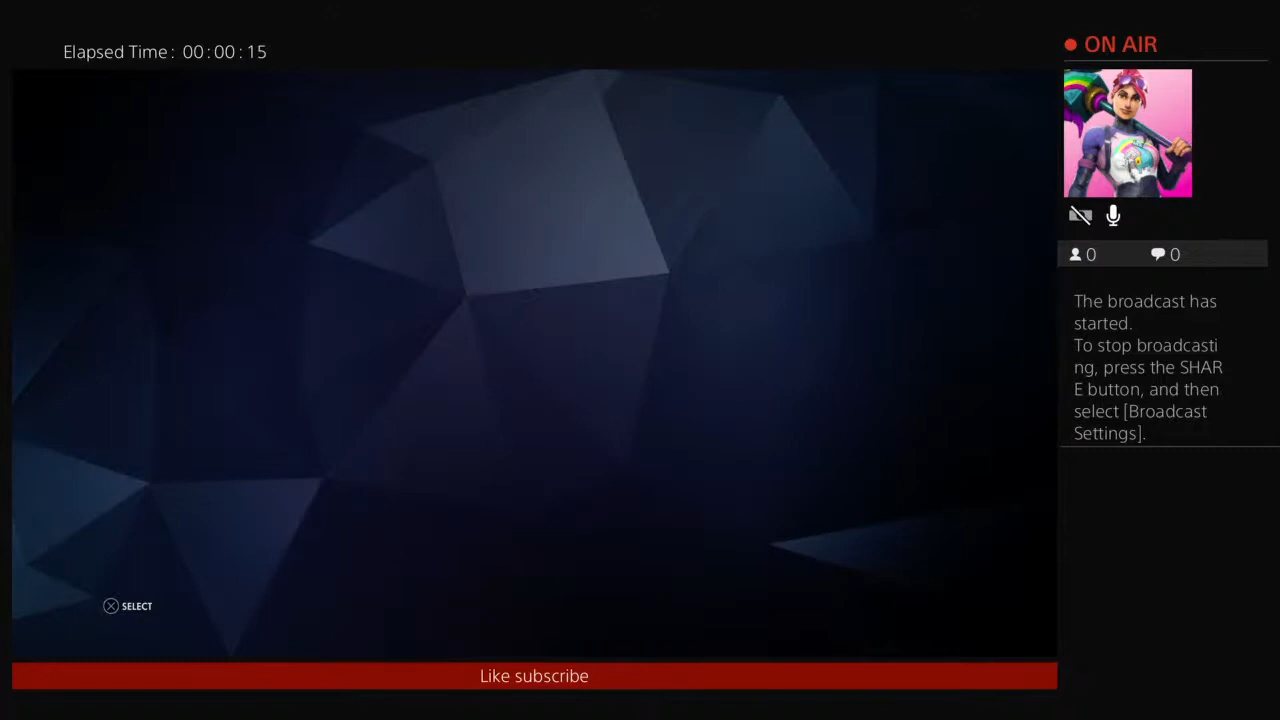 Elapsed Time: 00:00:15
ON AIR
0
0
The broadcast has
started.
To stop broadcasti
ng, press the SHAR
E button, and then
select [Broadcast
Settings].
SELECT
Like subscribe